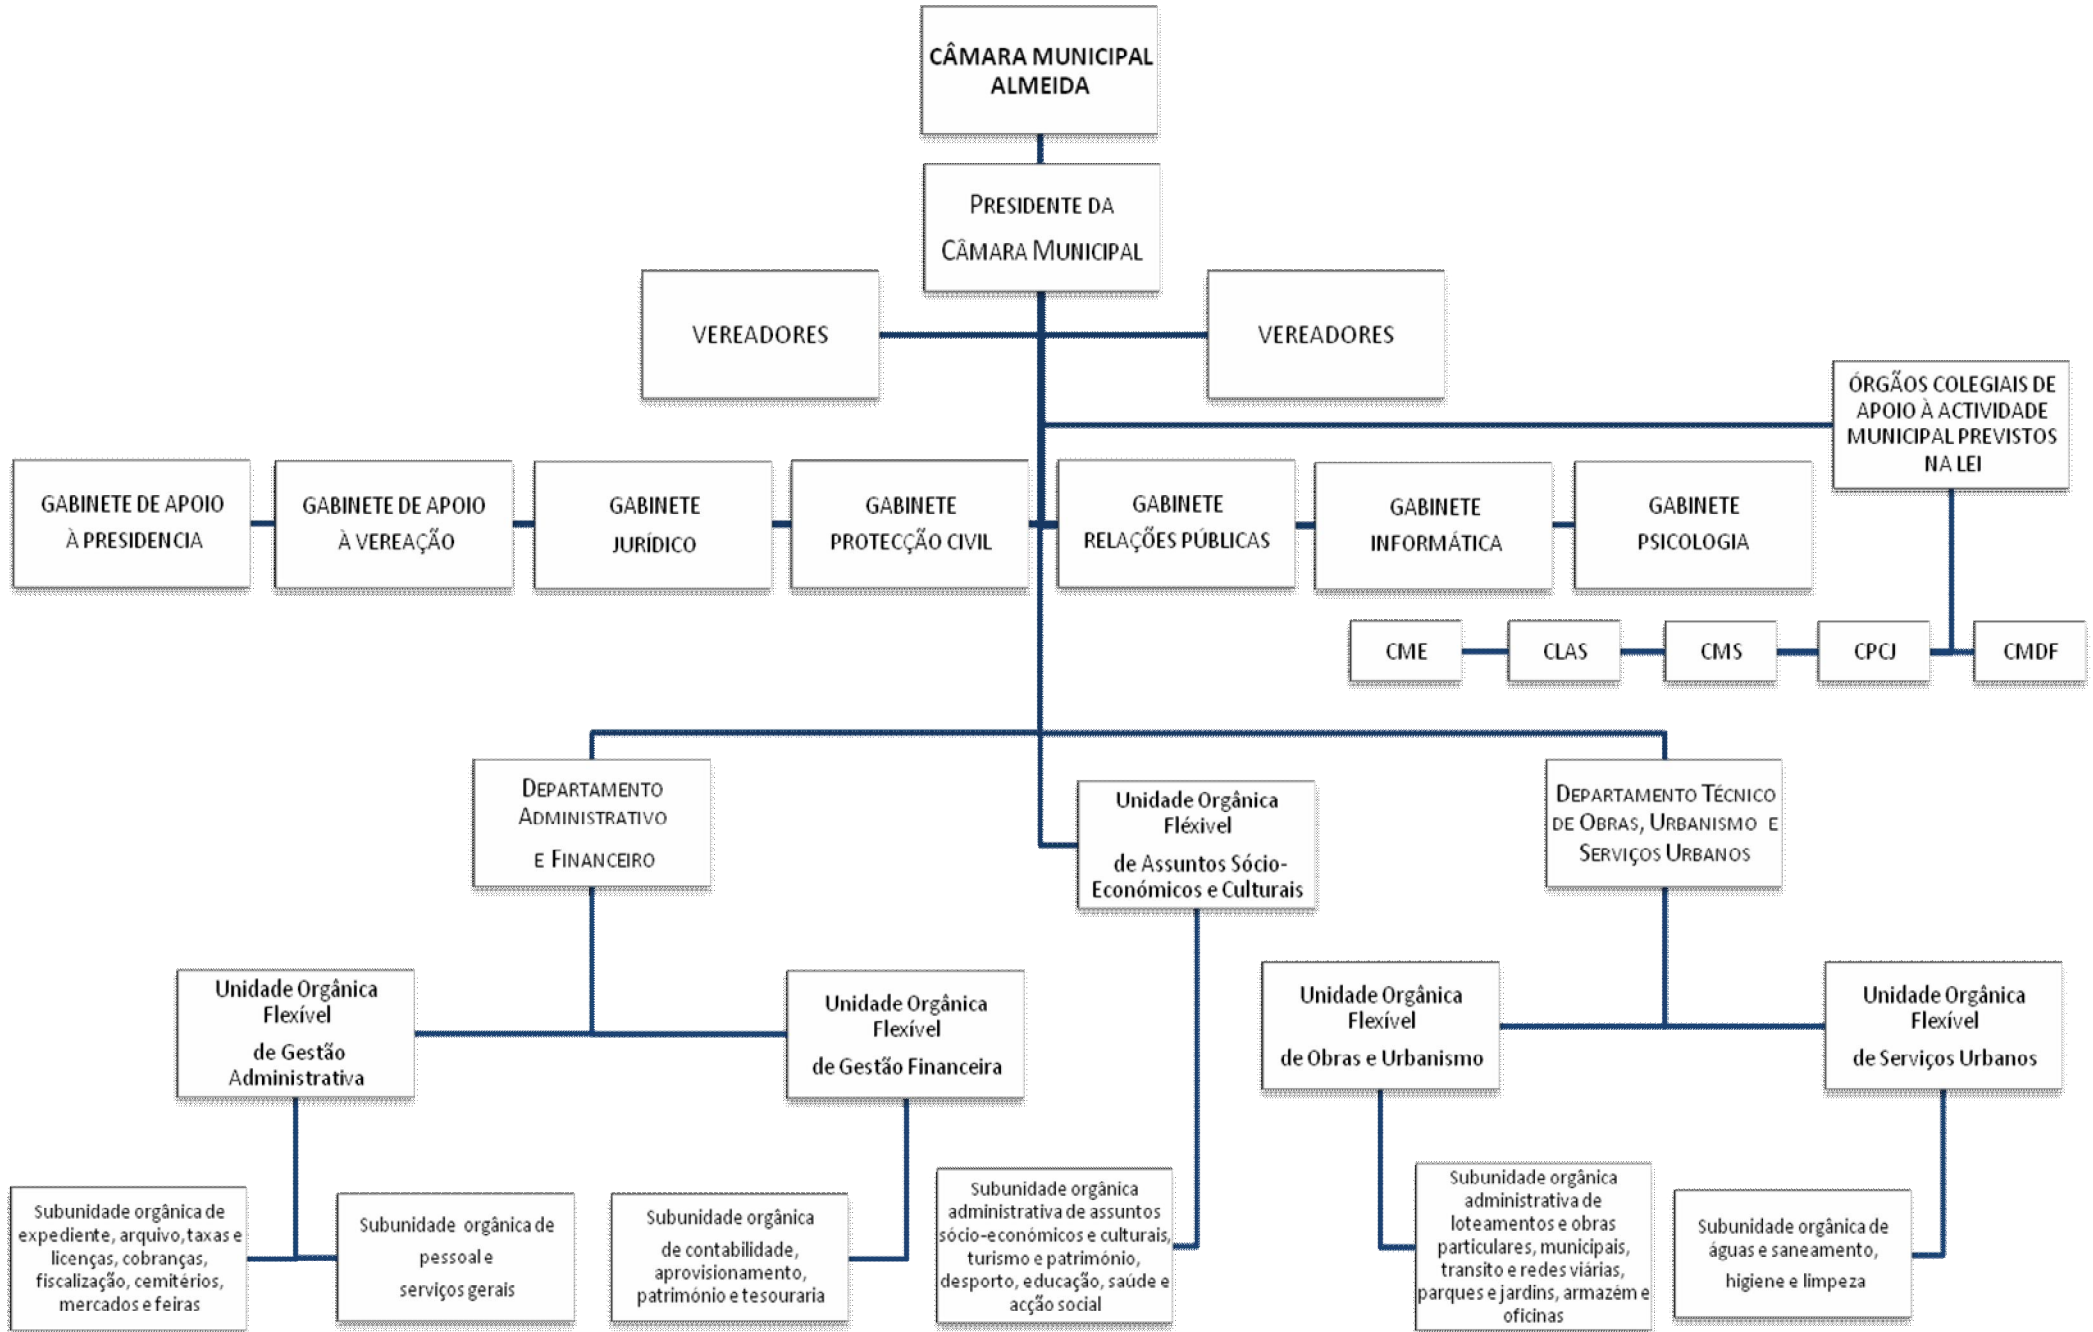 CÂMARA MUNICIPAL
ALMEIDA
PRESIDENTE DA
CÂMARA MUNICIPAL
VEREADORES
VEREADORES
ÓRGÃOS COLEGIAIS DE
APOIO À ACTIVIDADE
MUNICIPAL PREVISTOS
NA LEI
GABINETE DE APOIO
À PRESIDENCIA
GABINETE DE APOIO
À VEREAÇÃO
GABINETE
JURÍDICO
GABINETE
PROTECÇÃO CIVIL
GABINETE
RELAÇÕES PÚBLICAS
GABINETE
INFORMÁTICA
GABINETE
PSICOLOGIA
CME
CLAS
CMS
CPCJ
CMDF
DEPARTAMENTO
ADMINISTRATIVO
E FINANCEIRO
Unidade Orgânica
Fléxivel
de Assuntos Sócio-
Económicos e Culturais
DEPARTAMENTO TÉCNICO
DE OBRAS, URBANISMO E
SERVIÇOS URBANOS
Unidade Orgânica
Flexível
de Gestão
Administrativa
Unidade Orgânica
Flexível
de Gestão Financeira
Unidade Orgânica
Flexível
de Obras e Urbanismo
Unidade Orgânica
Flexível
de Serviços Urbanos
Subunidade orgânica de
expediente, arquivo, taxas e
licenças, cobranças,
fiscalização, cemitérios,
mercados e feiras
Subunidade orgânica de
pessoal e
serviços gerais
Subunidade orgânica
de contabilidade,
aprovisionamento,
património e tesouraria
Subunidade orgânica
administrativa de assuntos
sócio-económicos e culturais,
turismo e património,
desporto, educação, saúde e
acção social
Subunidade orgânica
administrativa de
loteamentos e obras
particulares, municipais,
transito e redes viárias,
parques e jardins, armazém e
oficinas
Subunidade orgânica de
águas e saneamento,
higiene e limpeza